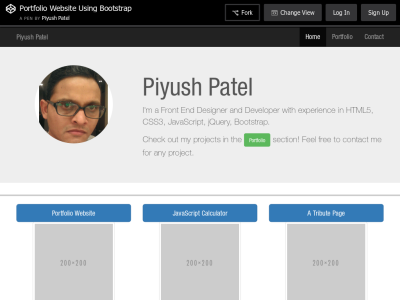 Portfolio Website Using Bootstrap
A PEN BY Piyush Patel
Fork
Change View
Log In
Sign Up
Piyush Patel
Home
Portfolio
Contact
Piyush Patel
I'm a Front End Designer and Developer with experience in HTML5,
CSS3, JavaScript, jQuery, Bootstrap.
Check out my projects in the Portfolio section! Feel free to contact me
for any project.
Portfolio Website
JavaScript Calculator
A Tribute Page
200×200
200×200
200×200